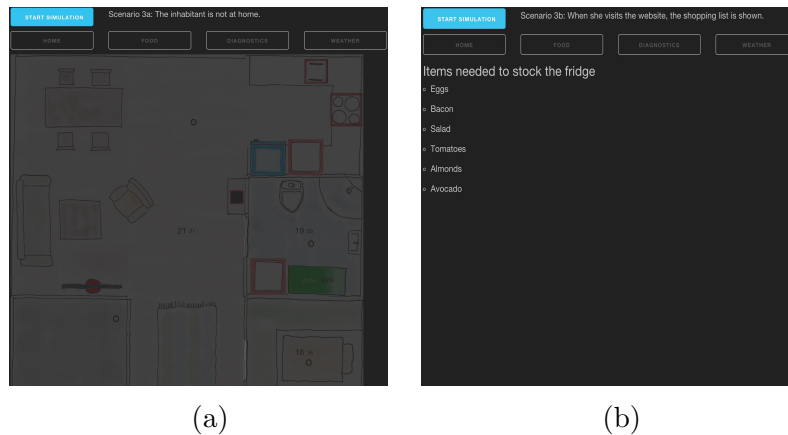 START SIMULATION
Scenario 3a: The inhabitant is not at home.
HOME
FOOD
DIAGNOSTICS
WEATHER
21
19
16
(a)
START SIMULATION
Scenario 3b: When she visits the website, the shopping list is shown.
HOME
FOOD
DIAGNOSTICS
WEATHER
Items needed to stock the fridge
Eggs
Bacon
Salad
Tomatoes
Almonds
Avocado
(b)